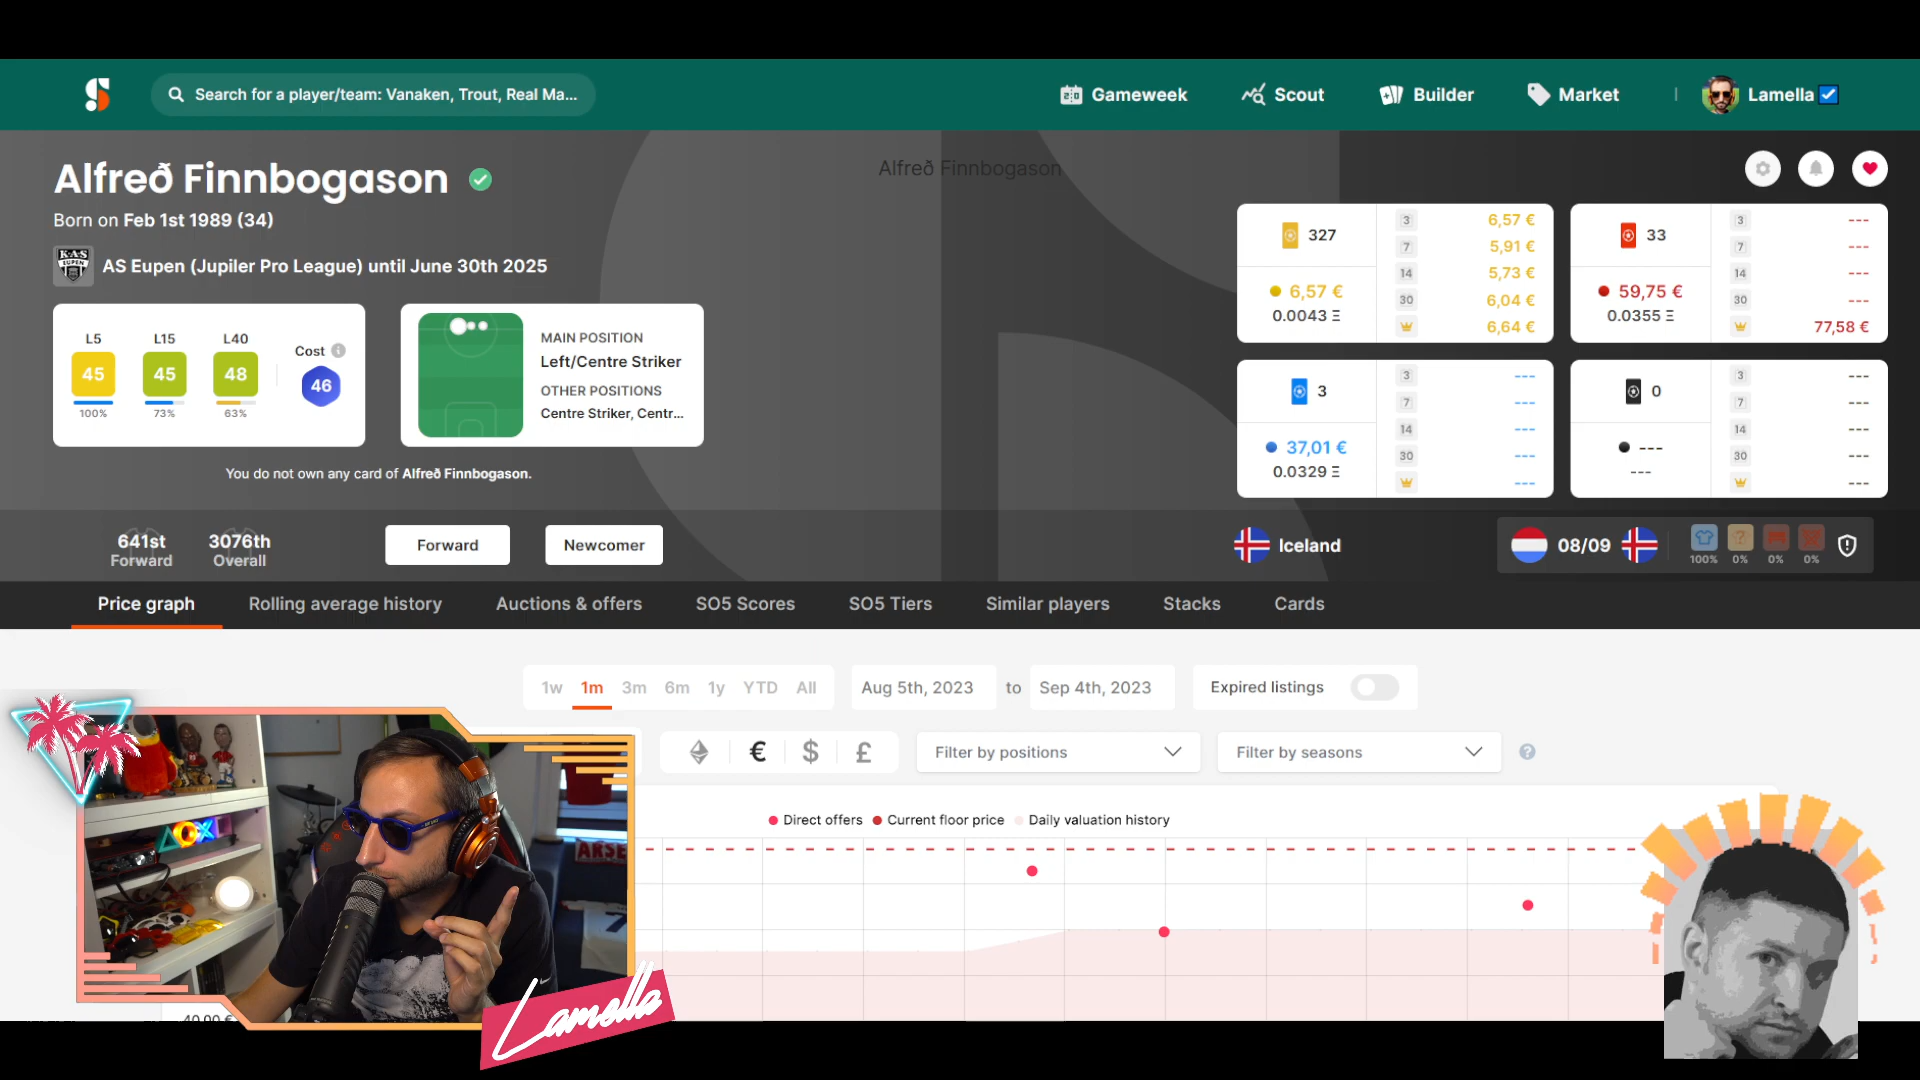 Search for a player/team: Vanaken, Trout, Real Ma...
Gameweek
Scout
Builder
Market
Lamella
Alfreð Finnbogason
Alfreð Finnbogason
Born on Feb 1st 1989 (34)
KAS EUPEN
AS Eupen (Jupiler Pro League) until June 30th 2025
L5 L15 L40
Cost
45 45 48 46
100% 73% 63%
MAIN POSITION
Left/Centre Striker
OTHER POSITIONS
Centre Striker, Centr...
You do not own any card of Alfreð Finnbogason.
327
6,57 €
0.0043 Ξ
3 6,57 €
7 5,91 €
14 5,73 €
30 6,04 €
6,64 €
33
59,75 €
0.0355 Ξ
3 ---
7 ---
14 ---
30 ---
77,58 €
3
37,01 €
0.0329 Ξ
3 ---
7 ---
14 ---
30 ---
---
0
---
---
3 ---
7 ---
14 ---
30 ---
---
641st
Forward
3076th
Overall
Forward
Newcomer
Iceland
08/09
100% 0% 0% 0%
Price graph
Rolling average history
Auctions & offers
SO5 Scores
SO5 Tiers
Similar players
Stacks
Cards
1w 1m 3m 6m 1y YTD All
Aug 5th, 2023 to Sep 4th, 2023
Expired listings
€ $ £
Filter by positions
Filter by seasons
Direct offers
Current floor price
Daily valuation history
ARSE
7
40,00 €
Lamella